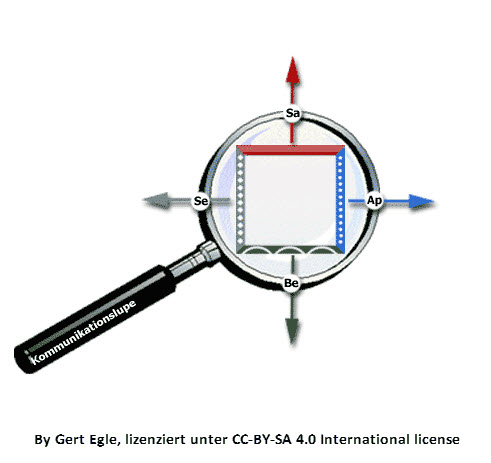 Sa
Se
Ap
Be
Kommunikationslupe
By Gert Egle, lizenziert unter CC-BY-SA 4.0 International license